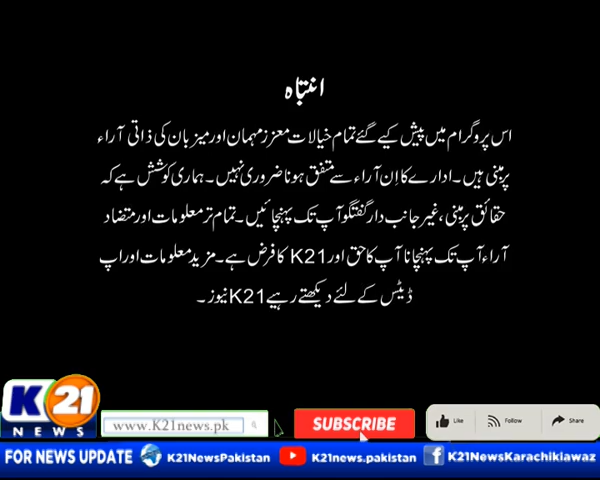 انتباہ
اس پروگرام میں پیش کیے گئے تمام خیالات معزز مہمان اور میزبان کی ذاتی آراء
پر مبنی ہیں۔ ادارے کا اِن آراء سے متفق ہونا ضروری نہیں۔ ہماری کوشش ہے کہ
حقائق پر مبنی، غیر جانب دار گفتگو آپ تک پہنچائیں۔ تمام تر معلومات اور متضاد
آراء آپ تک پہنچانا آپ کا حق اور K21 کا فرض ہے۔ مزید معلومات اور اپ
ڈیٹس کے لئے دیکھتے رہیے K21 نیوز۔
K21
NEWS
www.K21news.pk
SUBSCRIBE
Like
Follow
Share
FOR NEWS UPDATE K21NewsPakistan K21news.pakistan K21NewsKarachikiawaz